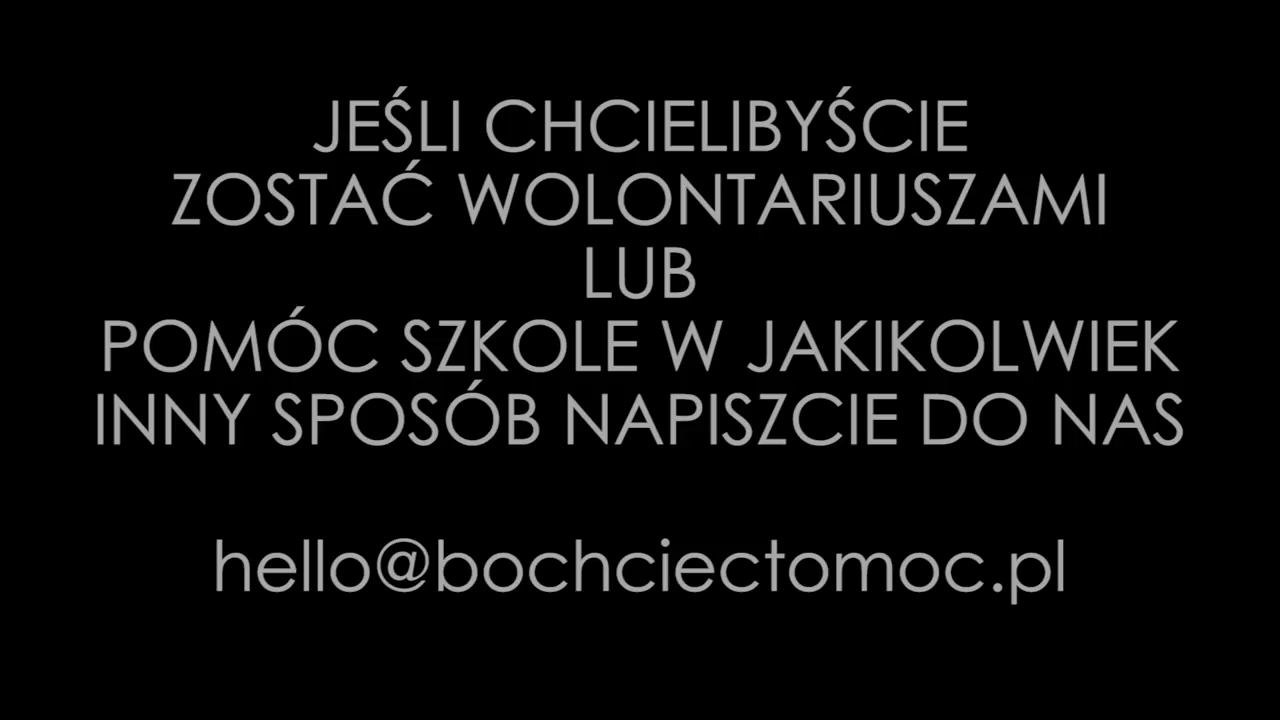 JEŚLI CHCIELIBYŚCIE
ZOSTAĆ WOLONTARIUSZAMI
LUB
POMÓC SZKOLE W JAKIKOLWIEK
INNY SPOSÓB NAPISZCIE DO NAS
hello@bochciectomoc.pl